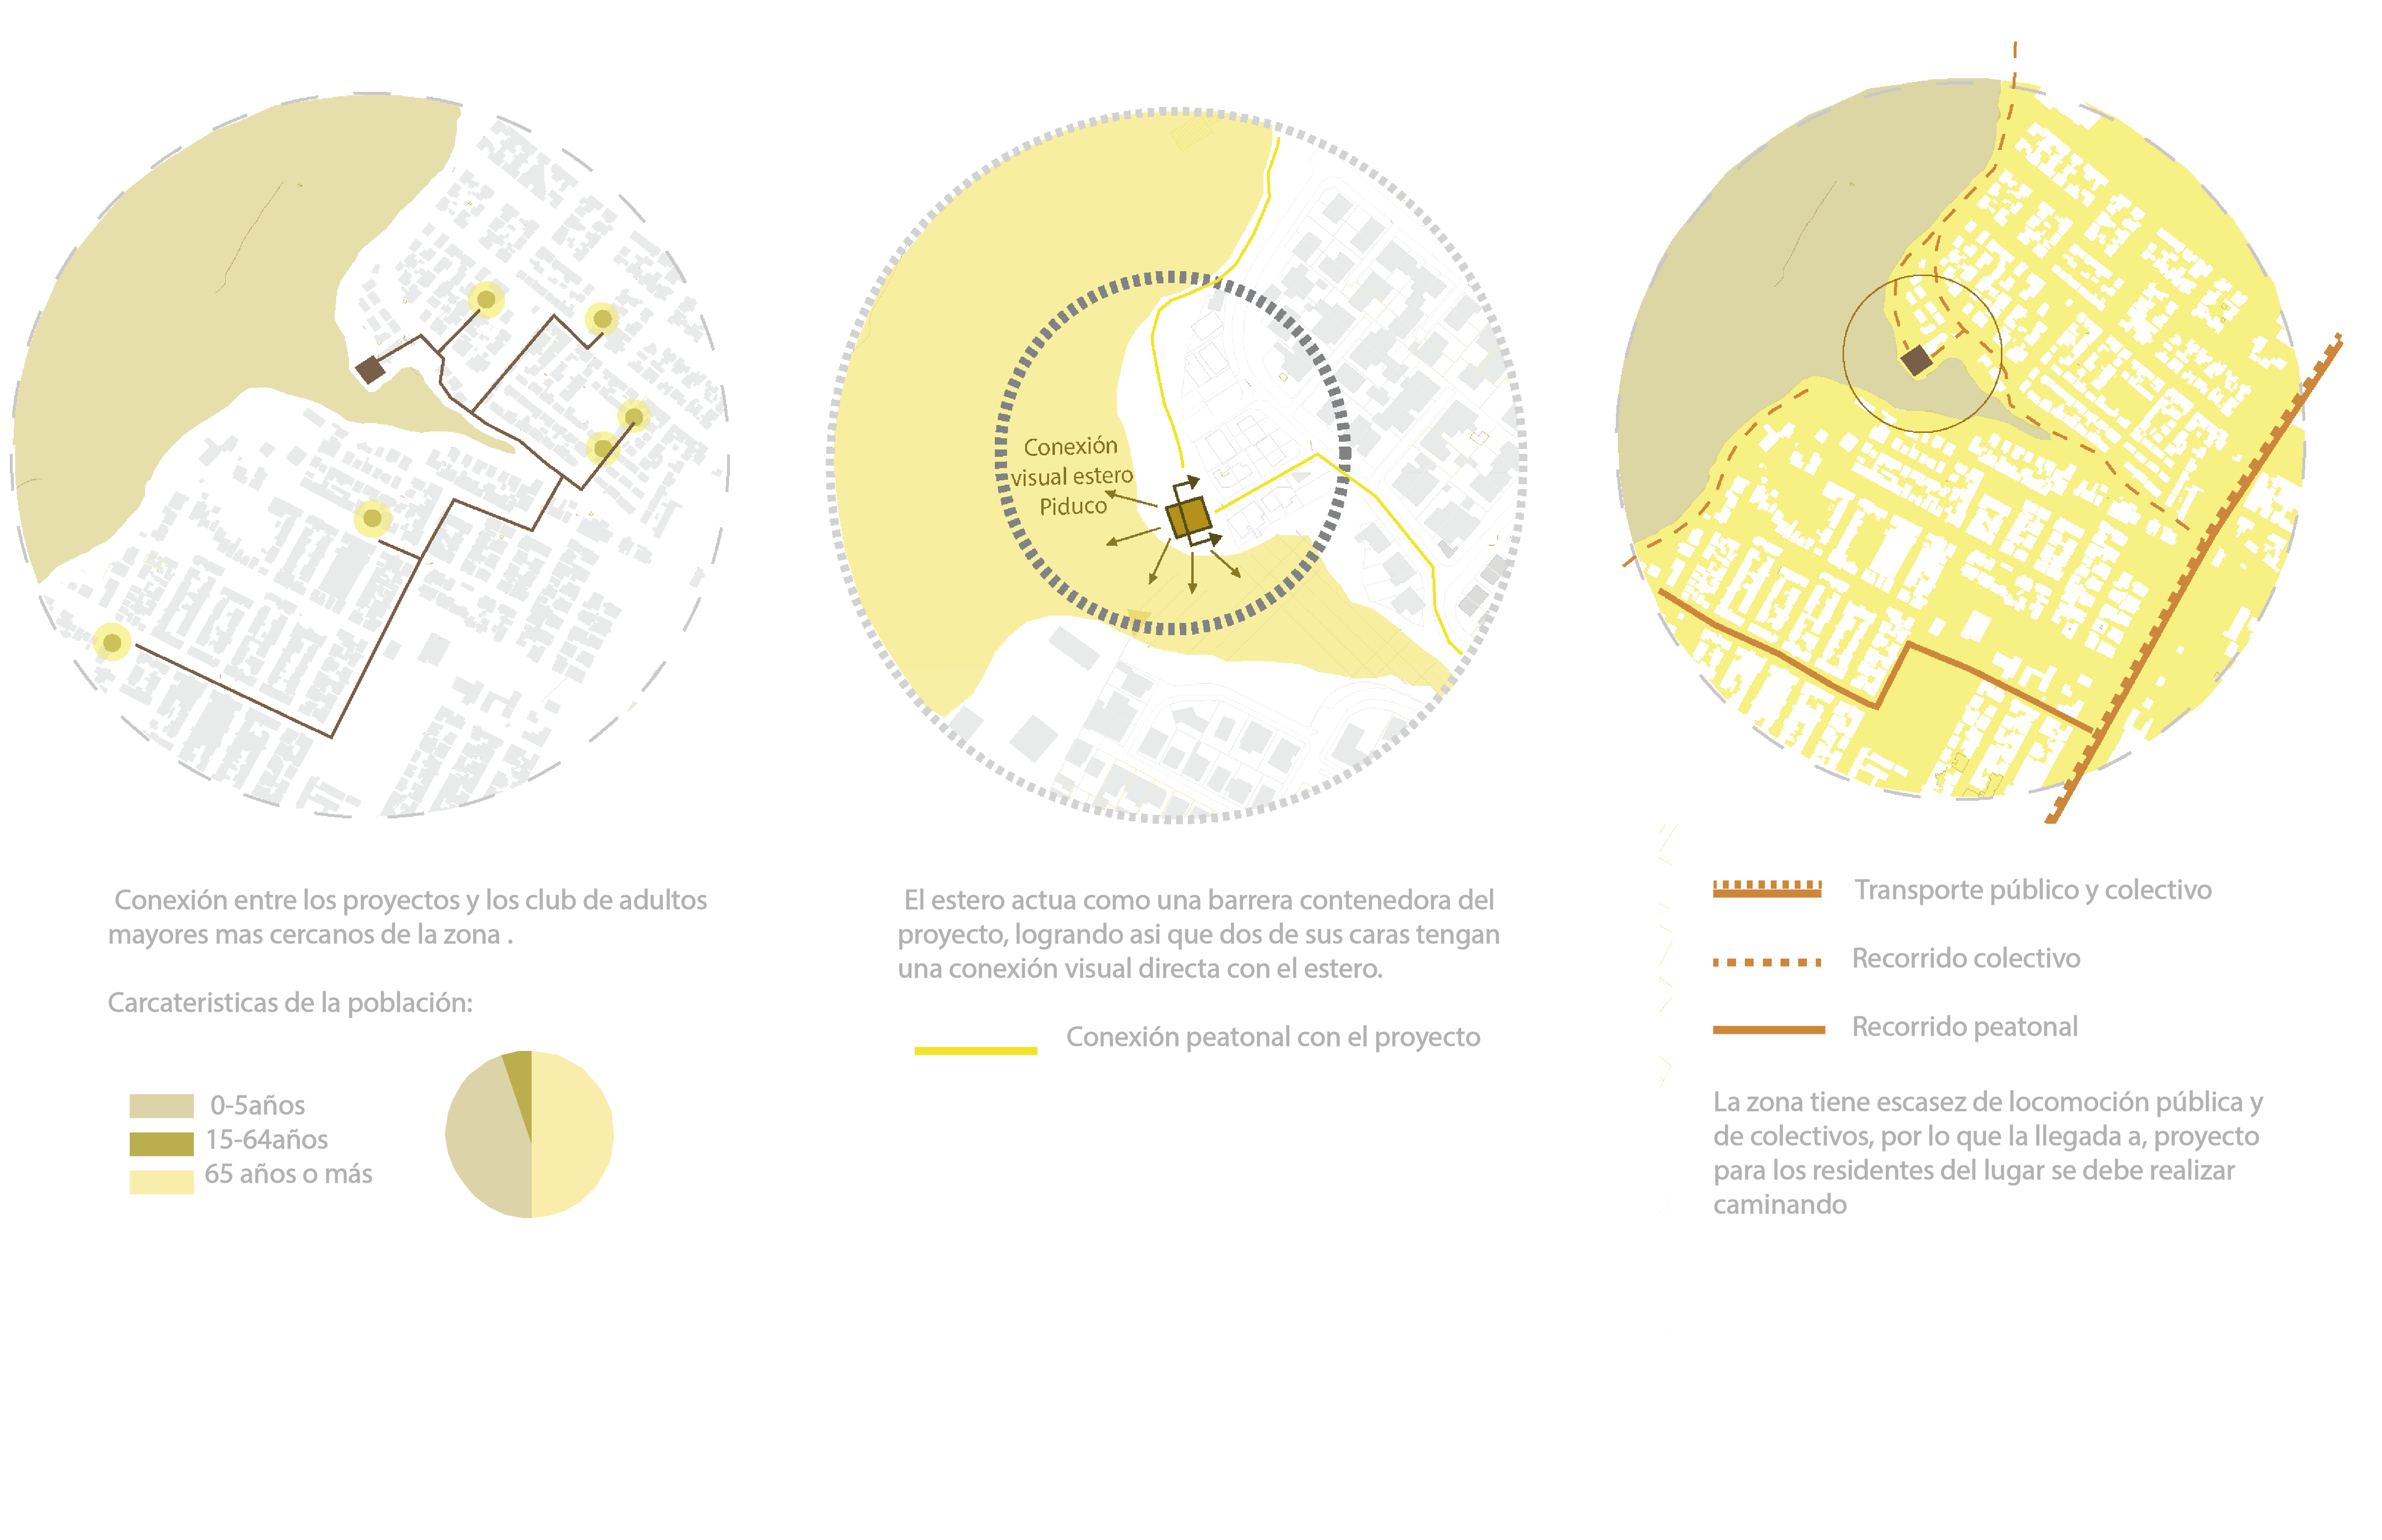 Conexión
visual estero
Piduco
Conexión entre los proyectos y los club de adultos
mayores mas cercanos de la zona .
Carcateristicas de la población:
0-5años
15-64años
65 años o más
El estero actua como una barrera contenedora del
proyecto, logrando asi que dos de sus caras tengan
una conexión visual directa con el estero.
Conexión peatonal con el proyecto
Transporte público y colectivo
Recorrido colectivo
Recorrido peatonal
La zona tiene escasez de locomoción pública y
de colectivos, por lo que la llegada a, proyecto
para los residentes del lugar se debe realizar
caminando